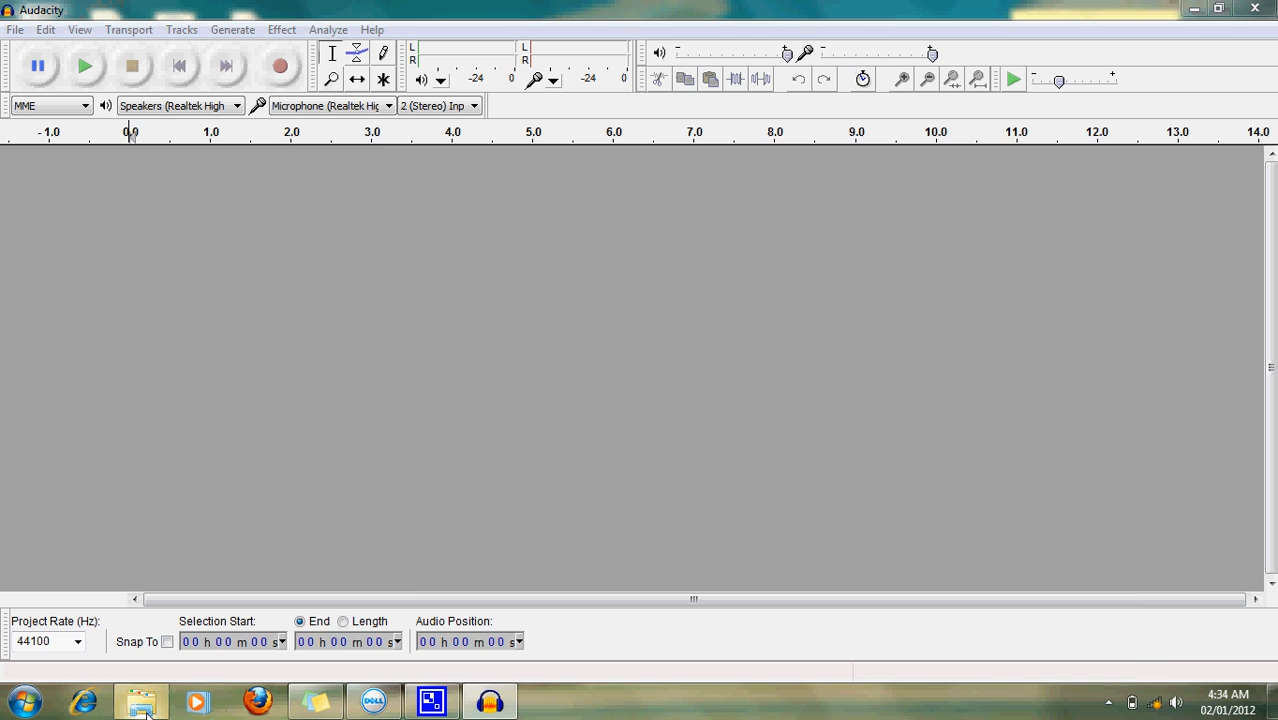 Audacity
File Edit View Transport Tracks Generate Effect Analyze Help
L L
R R
-24 0 -24 0
MME Speakers (Realtek High Microphone (Realtek Hig 2 (Stereo) Inp
- 1.0 0.0 1.0 2.0 3.0 4.0 5.0 6.0 7.0 8.0 9.0 10.0 11.0 12.0 13.0 14.0
Project Rate (Hz): Selection Start: End Length Audio Position:
44100 Snap To 00 h 00 m 00 s 00 h 00 m 00 s 00 h 00 m 00 s
DELL
4:34 AM
02/01/2012